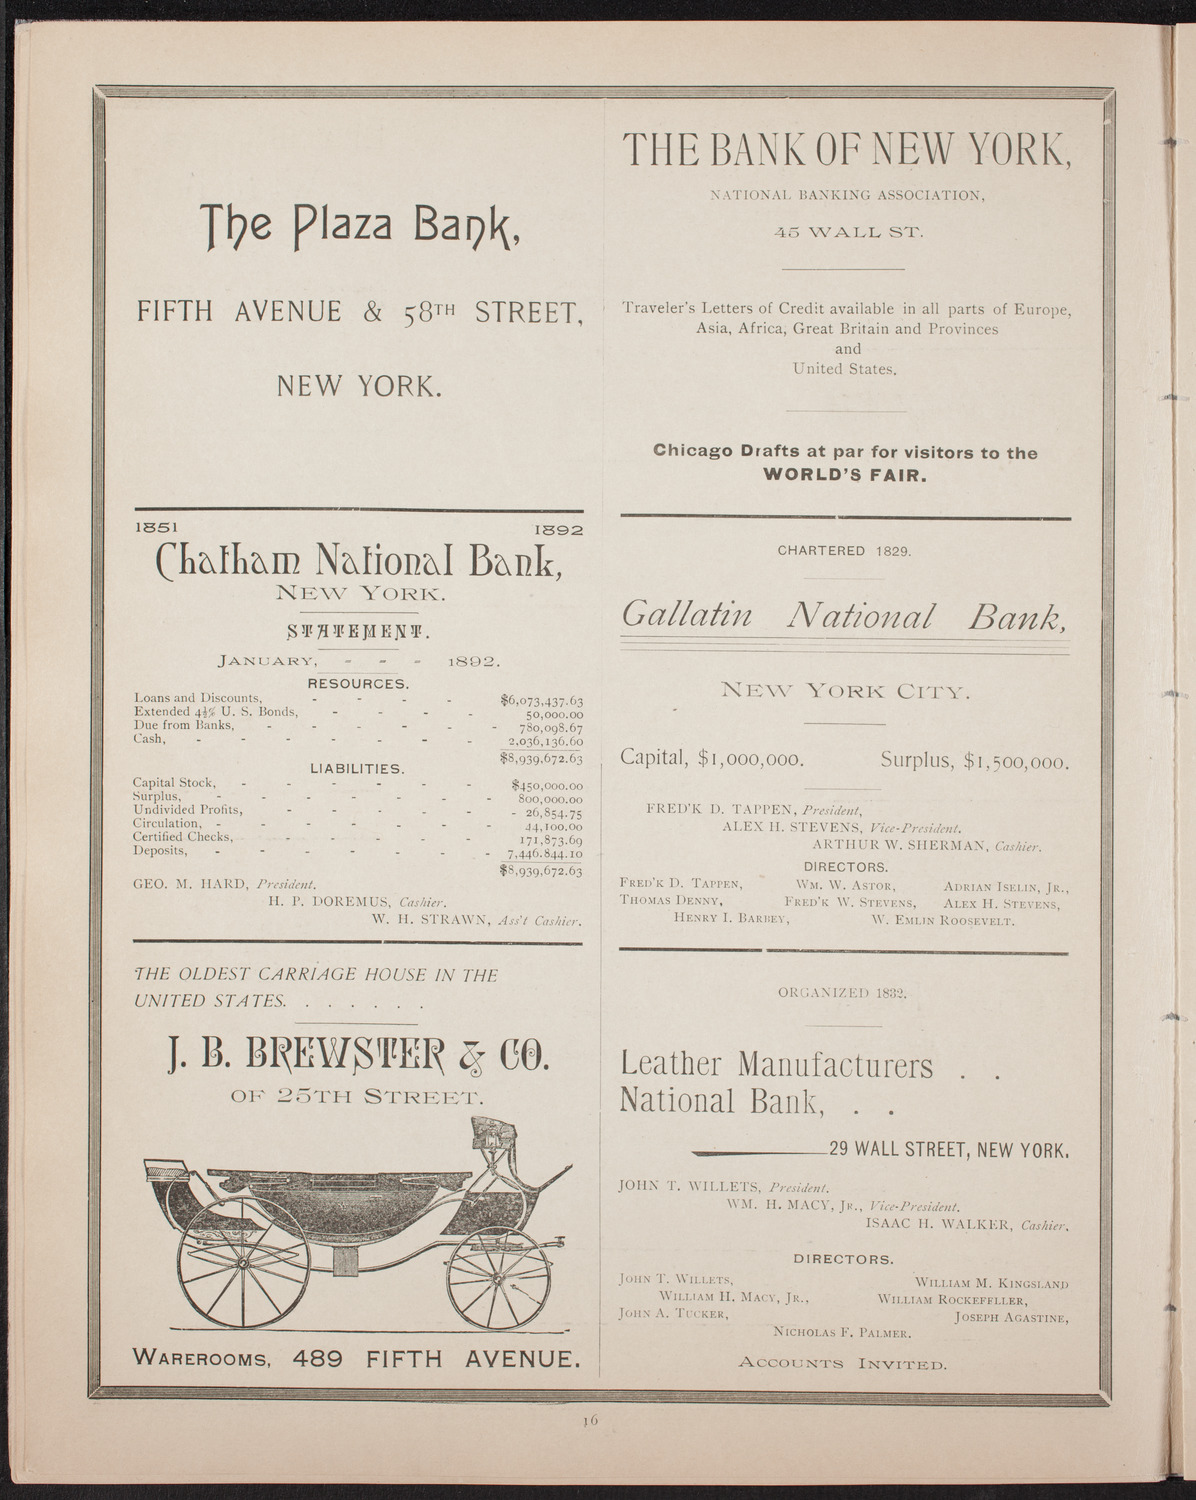 The Plaza Bank,
FIFTH AVENUE & 58TH STREET,
NEW YORK.
1851 1892
Chatham National Bank,
NEW YORK.
STATEMENT.
JANUARY, - - - 1892.
RESOURCES.
Loans and Discounts, - - - - $6,073,437.63
Extended 4½% U. S. Bonds, - - - - 50,000.00
Due from Banks, - - - - - - 780,098.67
Cash, - - - - - - - 2,036,136.60
$8,939,672.63
LIABILITIES.
Capital Stock, - - - - - - $450,000.00
Surplus, - - - - - - - 800,000.00
Undivided Profits, - - - - - - 26,854.75
Circulation, - - - - - - - 44,100.00
Certified Checks, - - - - - 171,873.69
Deposits, - - - - - - - 7,446.844.10
$8,939,672.63
GEO. M. HARD, President.
H. P. DOREMUS, Cashier.
W. H. STRAWN, Ass't Cashier.
THE OLDEST CARRIAGE HOUSE IN THE
UNITED STATES. . . . . . .
J. B. BREWSTER & CO.
OF 25TH STREET.
WAREROOMS, 489 FIFTH AVENUE.
THE BANK OF NEW YORK,
NATIONAL BANKING ASSOCIATION,
45 WALL ST.
Traveler's Letters of Credit available in all parts of Europe,
Asia, Africa, Great Britain and Provinces
and
United States.
Chicago Drafts at par for visitors to the
WORLD'S FAIR.
CHARTERED 1829.
Gallatin National Bank,
NEW YORK CITY.
Capital, $1,000,000. Surplus, $1,500,000.
FRED'K D. TAPPEN, President,
ALEX H. STEVENS, Vice-President.
ARTHUR W. SHERMAN, Cashier.
DIRECTORS.
FRED'K D. TAPPEN, WM. W. ASTOR, ADRIAN ISELIN, JR.,
THOMAS DENNY, FRED'K W. STEVENS, ALEX H. STEVENS,
HENRY I. BARBEY, W. EMLIN ROOSEVELT.
ORGANIZED 1832.
Leather Manufacturers . .
National Bank, . .
29 WALL STREET, NEW YORK.
JOHN T. WILLETS, President.
WM. H. MACY, JR., Vice-President.
ISAAC H. WALKER, Cashier.
DIRECTORS.
JOHN T. WILLETS, WILLIAM M. KINGSLAND
WILLIAM H. MACY, JR., WILLIAM ROCKEFFLLER,
JOHN A. TUCKER, JOSEPH AGASTINE,
NICHOLAS F. PALMER.
ACCOUNTS INVITED.
16